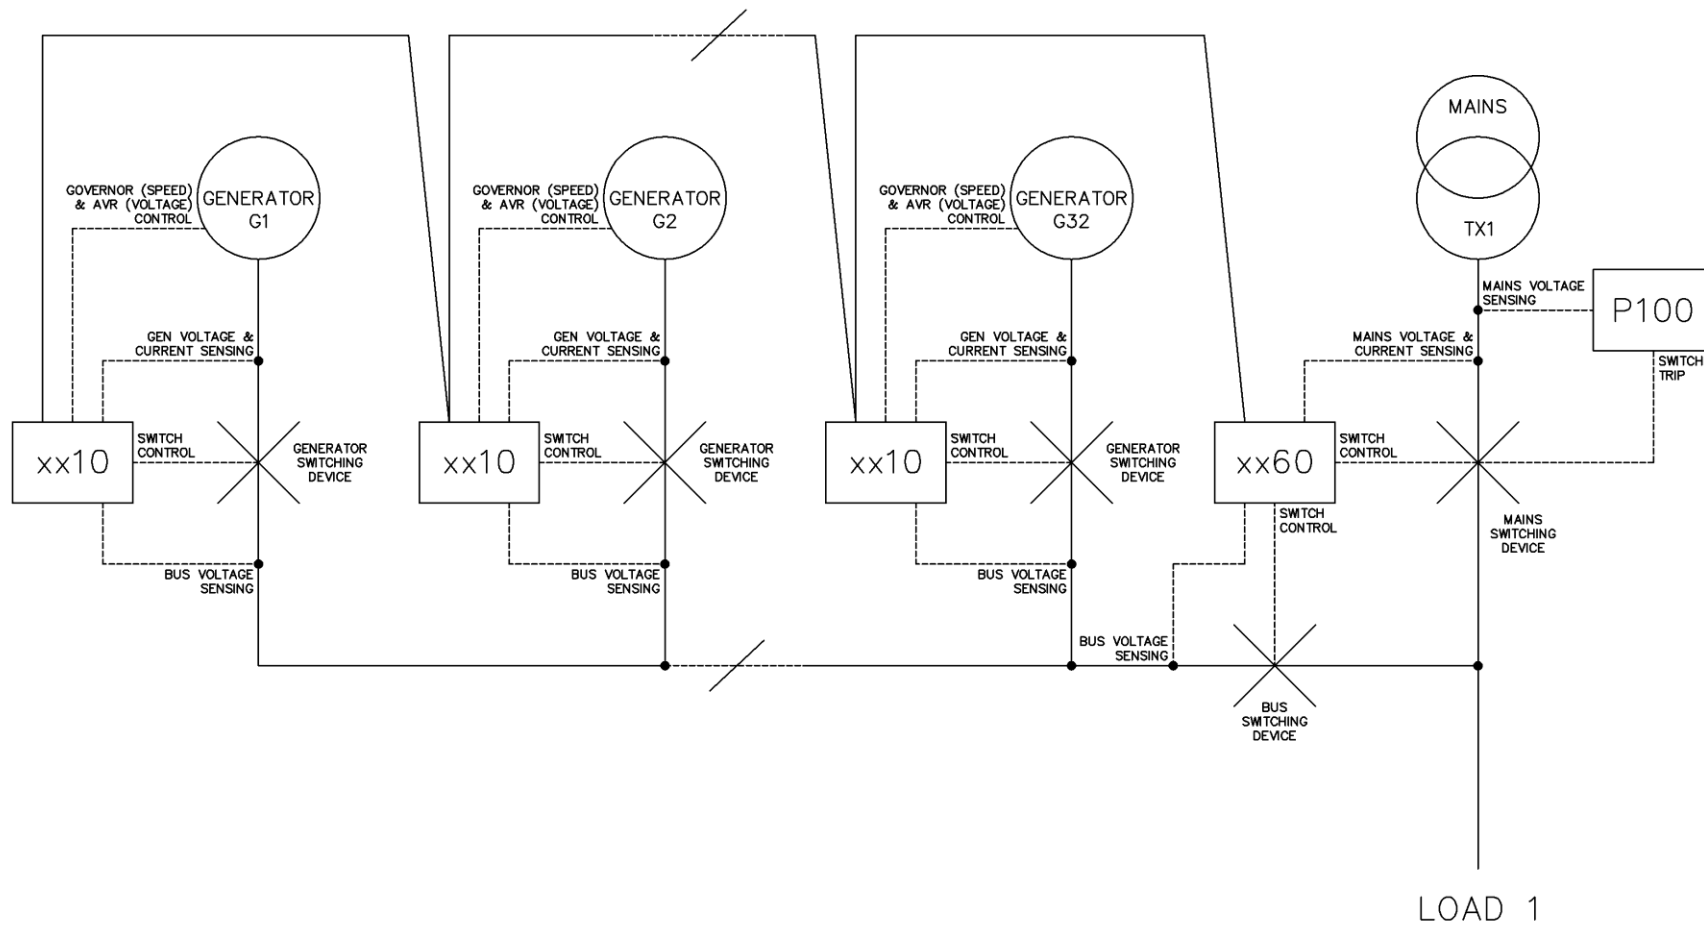 MAINS
GENERATOR
G1
GENERATOR
G2
GENERATOR
G32
TX1
GOVERNOR (SPEED)
& AVR (VOLTAGE)
CONTROL
GOVERNOR (SPEED)
& AVR (VOLTAGE)
CONTROL
GOVERNOR (SPEED)
& AVR (VOLTAGE)
CONTROL
MAINS VOLTAGE
SENSING
P100
GEN VOLTAGE &
CURRENT SENSING
GEN VOLTAGE &
CURRENT SENSING
GEN VOLTAGE &
CURRENT SENSING
MAINS VOLTAGE &
CURRENT SENSING
SWITCH
TRIP
xx10
SWITCH
CONTROL
GENERATOR
SWITCHING
DEVICE
xx10
SWITCH
CONTROL
GENERATOR
SWITCHING
DEVICE
xx10
SWITCH
CONTROL
GENERATOR
SWITCHING
DEVICE
xx60
SWITCH
CONTROL
SWITCH
CONTROL
MAINS
SWITCHING
DEVICE
BUS VOLTAGE
SENSING
BUS VOLTAGE
SENSING
BUS VOLTAGE
SENSING
BUS VOLTAGE
SENSING
BUS
SWITCHING
DEVICE
LOAD 1